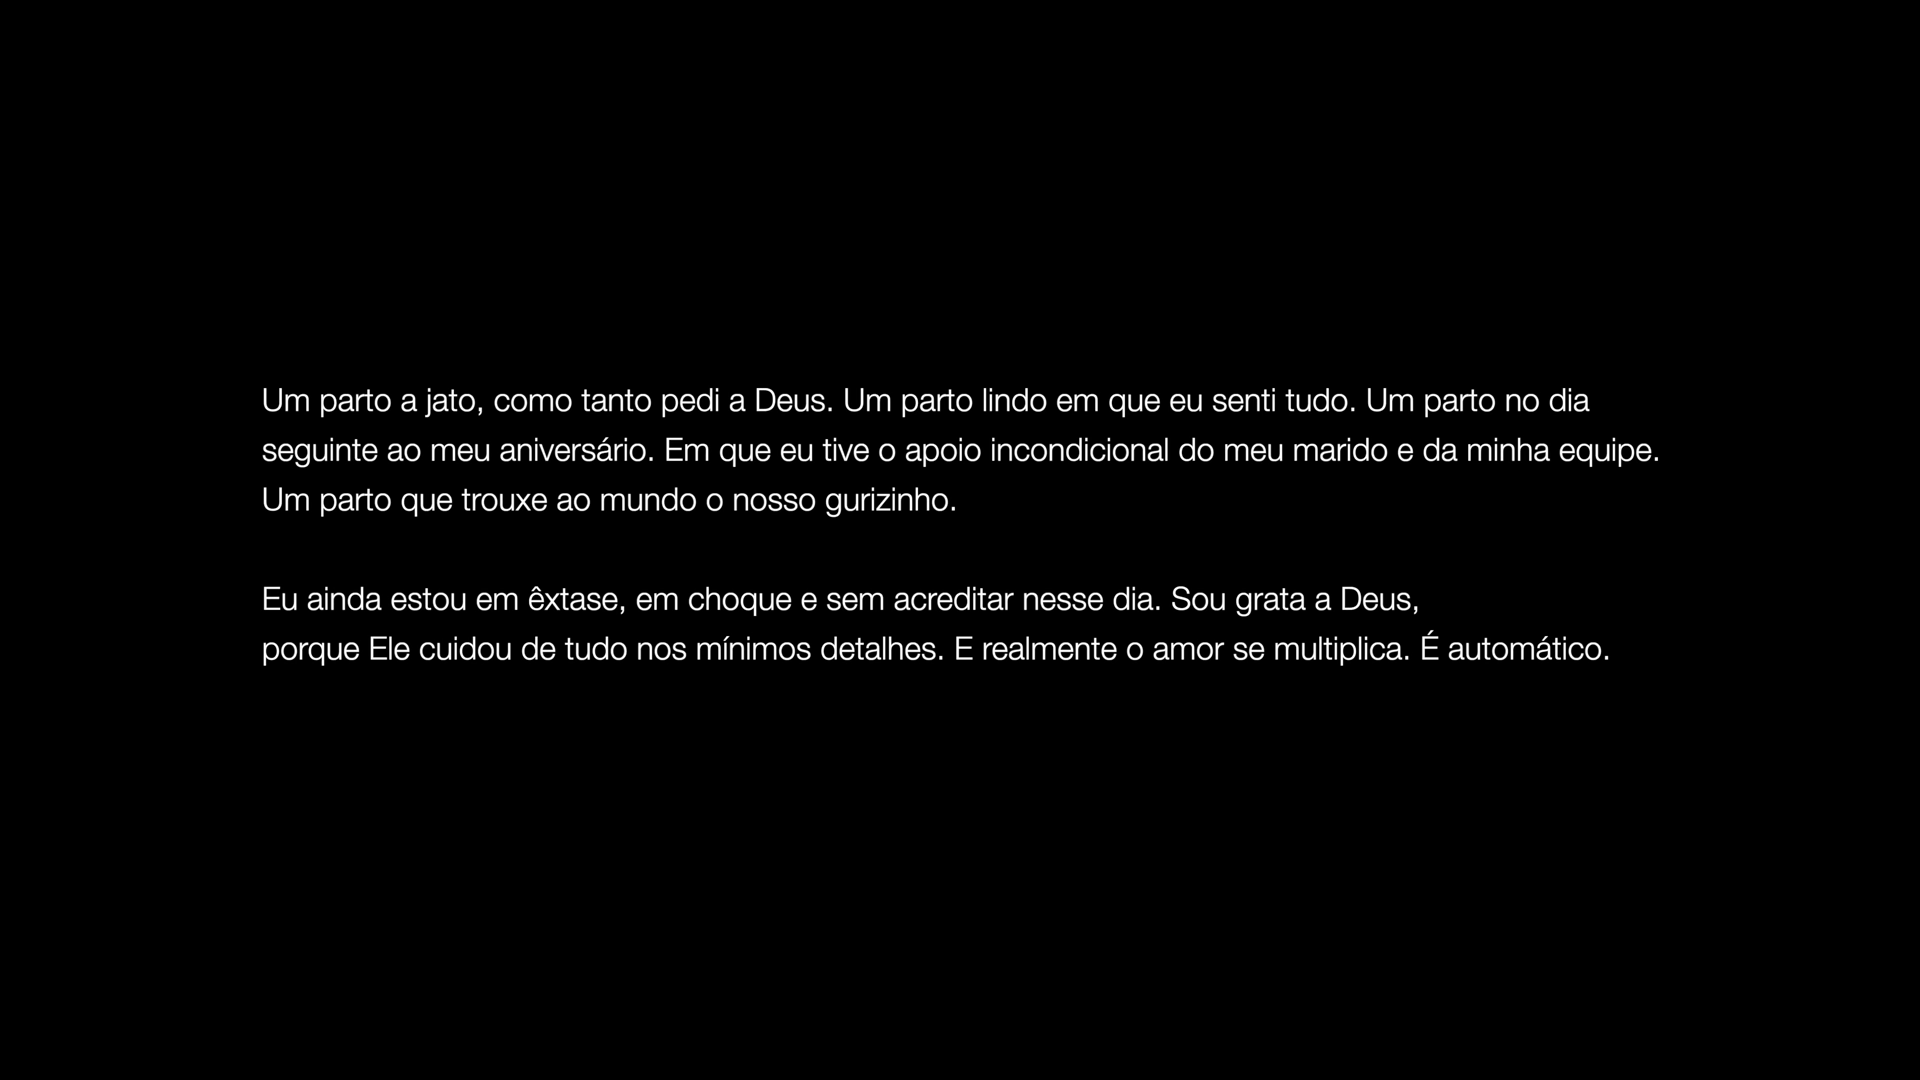 Um parto a jato, como tanto pedi a Deus. Um parto lindo em que eu senti tudo. Um parto no dia
seguinte ao meu aniversário. Em que eu tive o apoio incondicional do meu marido e da minha equipe.
Um parto que trouxe ao mundo o nosso gurizinho.
Eu ainda estou em êxtase, em choque e sem acreditar nesse dia. Sou grata a Deus,
porque Ele cuidou de tudo nos mínimos detalhes. E realmente o amor se multiplica. É automático.